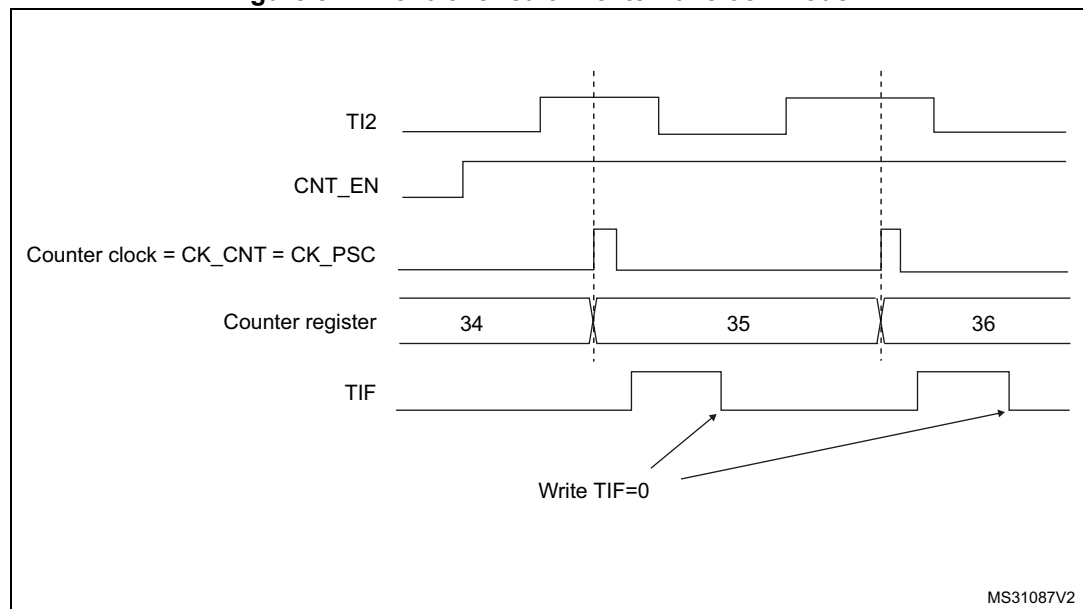 TI2
CNT_EN
Counter clock = CK_CNT = CK_PSC
Counter register
34
35
36
TIF
Write TIF=0
MS31087V2